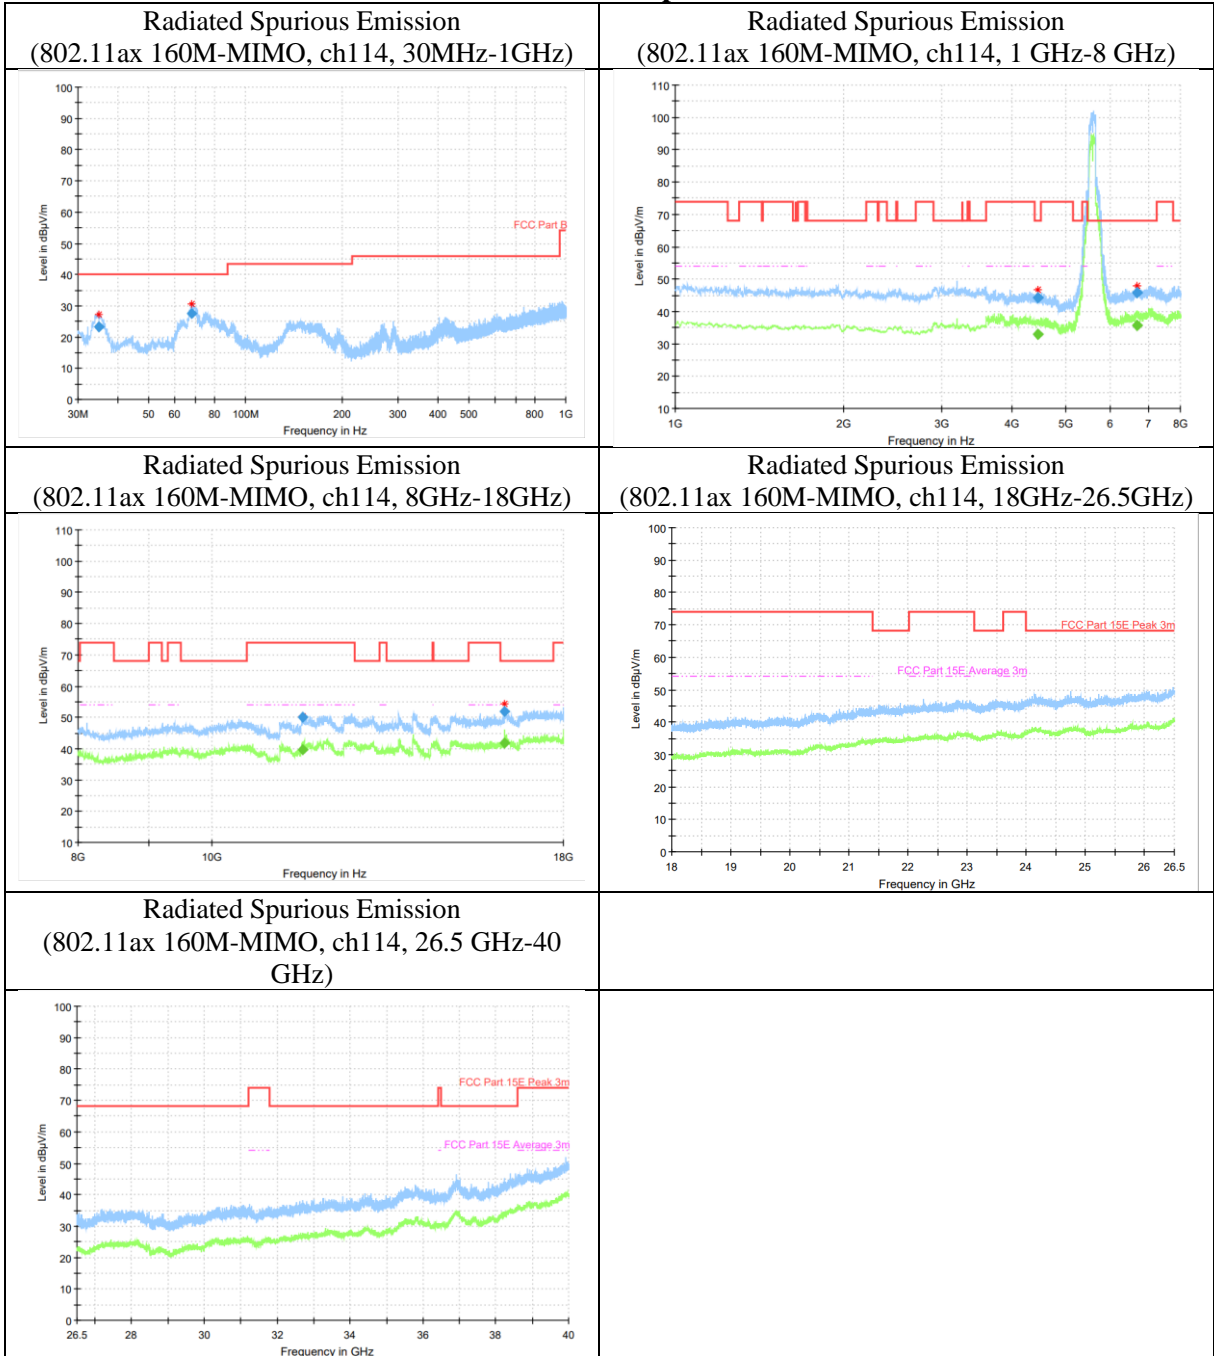 Radiated Spurious Emission
(802.11ax 160M-MIMO, ch114, 30MHz-1GHz)
Radiated Spurious Emission
(802.11ax 160M-MIMO, ch114, 1 GHz-8 GHz)
100
90
80
70
60
50
40
30
20
10
0
Level in dBµV/m
FCC Part B
30M
50
60
80
100M
200
300
400
500
800
1G
Frequency in Hz
110
100
90
80
70
60
50
40
30
20
10
Level in dBµV/m
1G
2G
3G
4G
5G
6
7
8G
Frequency in Hz
Radiated Spurious Emission
(802.11ax 160M-MIMO, ch114, 8GHz-18GHz)
Radiated Spurious Emission
(802.11ax 160M-MIMO, ch114, 18GHz-26.5GHz)
110
100
90
80
70
60
50
40
30
20
10
Level in dBµV/m
8G
10G
18G
Frequency in Hz
100
90
80
70
60
50
40
30
20
10
0
Level in dBµV/m
FCC Part 15E Peak 3m
FCC Part 15E Average 3m
18
19
20
21
22
23
24
25
26
26.5
Frequency in GHz
Radiated Spurious Emission
(802.11ax 160M-MIMO, ch114, 26.5 GHz-40
GHz)
100
90
80
70
60
50
40
30
20
10
0
Level in dBµV/m
FCC Part 15E Peak 3m
FCC Part 15E Average 3m
26.5
28
30
32
34
36
38
40
Frequency in GHz